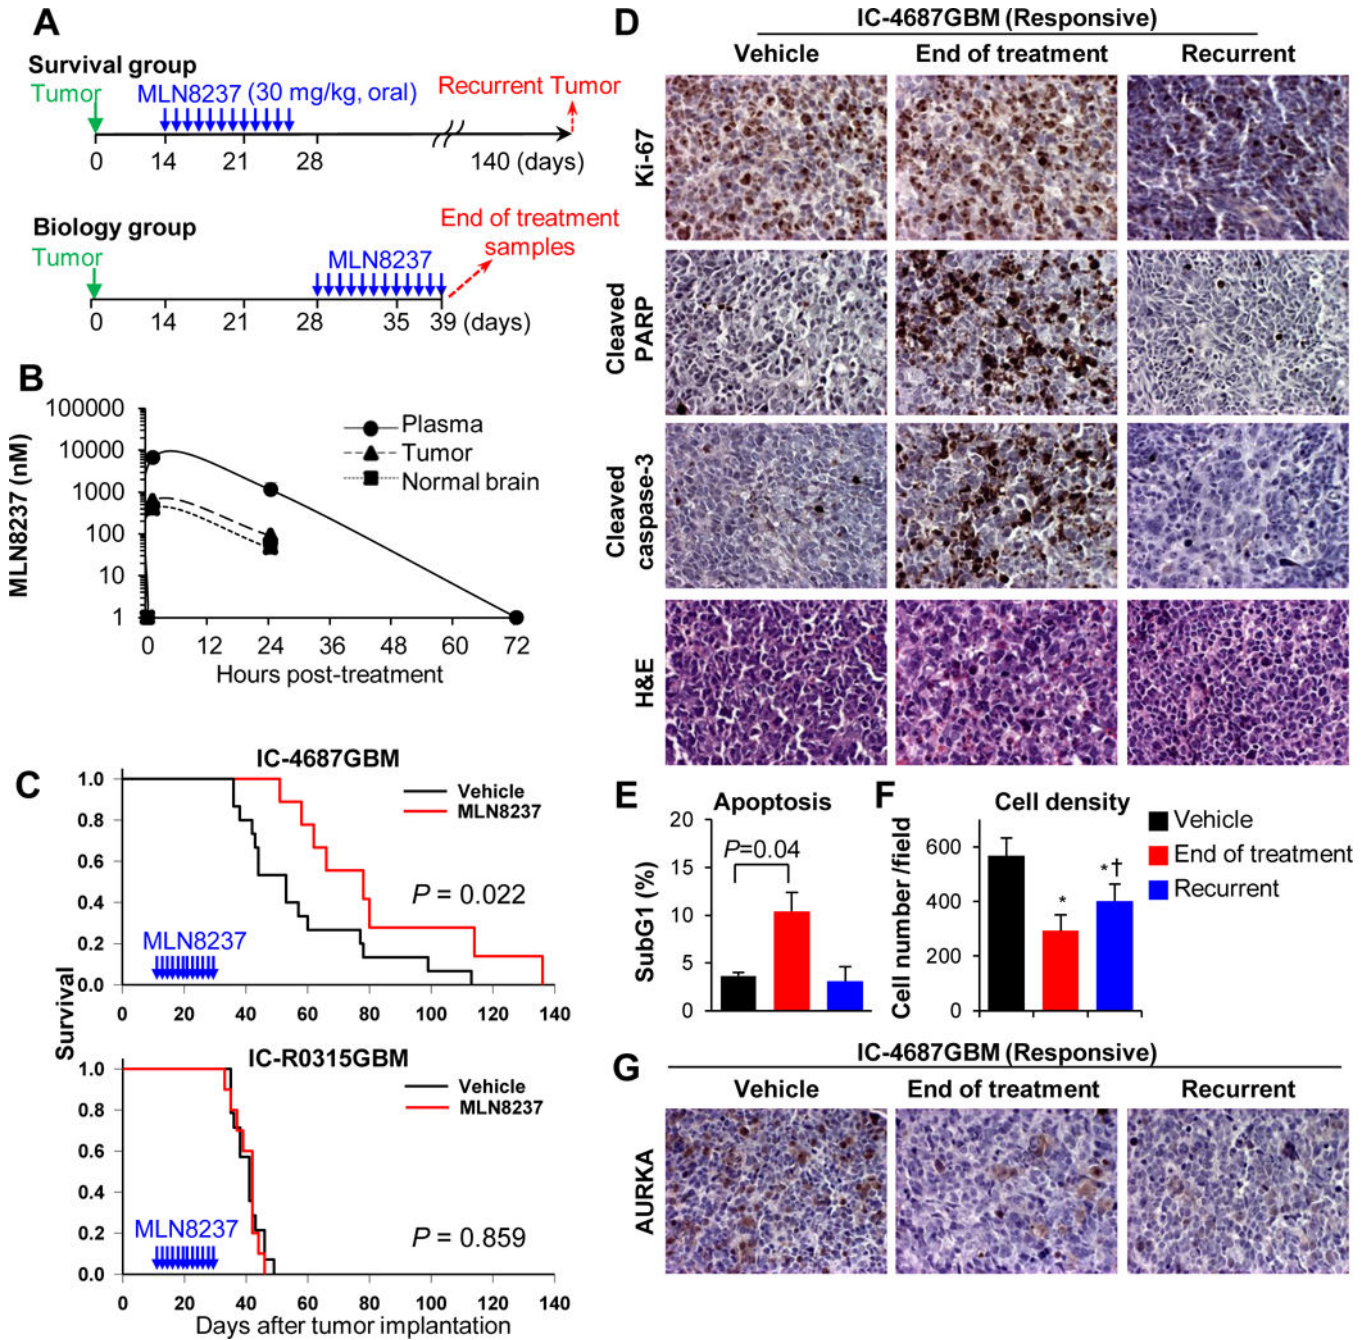 A
Survival group
Tumor
MLN8237 (30 mg/kg, oral)
Recurrent Tumor
0 14 21 28 140 (days)
Biology group
Tumor
MLN8237
End of treatment
samples
0 14 21 28 35 39 (days)
B
MLN8237 (nM)
100000
10000
1000
100
10
1
Plasma
Tumor
Normal brain
0 12 24 36 48 60 72
Hours post-treatment
C
Survival
IC-4687GBM
1.0
0.8
0.6
0.4
0.2
0.0
Vehicle
MLN8237
P = 0.022
MLN8237
0 20 40 60 80 100 120 140
IC-R0315GBM
1.0
0.8
0.6
0.4
0.2
0.0
Vehicle
MLN8237
P = 0.859
MLN8237
0 20 40 60 80 100 120 140
Days after tumor implantation
D
IC-4687GBM (Responsive)
Vehicle End of treatment Recurrent
Ki-67
Cleaved
PARP
Cleaved
caspase-3
H&E
E
Apoptosis
SubG1 (%)
20
15
10
5
0
P=0.04
F
Cell density
Cell number/field
600
400
200
0
*
*†
Vehicle
End of treatment
Recurrent
G
IC-4687GBM (Responsive)
Vehicle End of treatment Recurrent
AURKA